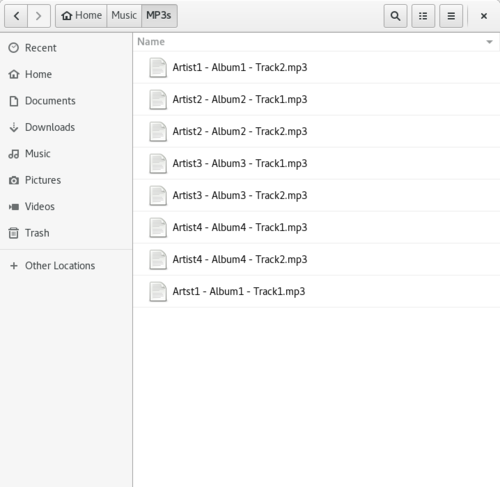 Home Music MP3s
Recent
Home
Documents
Downloads
Music
Pictures
Videos
Trash
Other Locations
Name
Artist1 - Album1 - Track2.mp3
Artist2 - Album2 - Track1.mp3
Artist2 - Album2 - Track2.mp3
Artist3 - Album3 - Track1.mp3
Artist3 - Album3 - Track2.mp3
Artist4 - Album4 - Track1.mp3
Artist4 - Album4 - Track2.mp3
Artst1 - Album1 - Track1.mp3